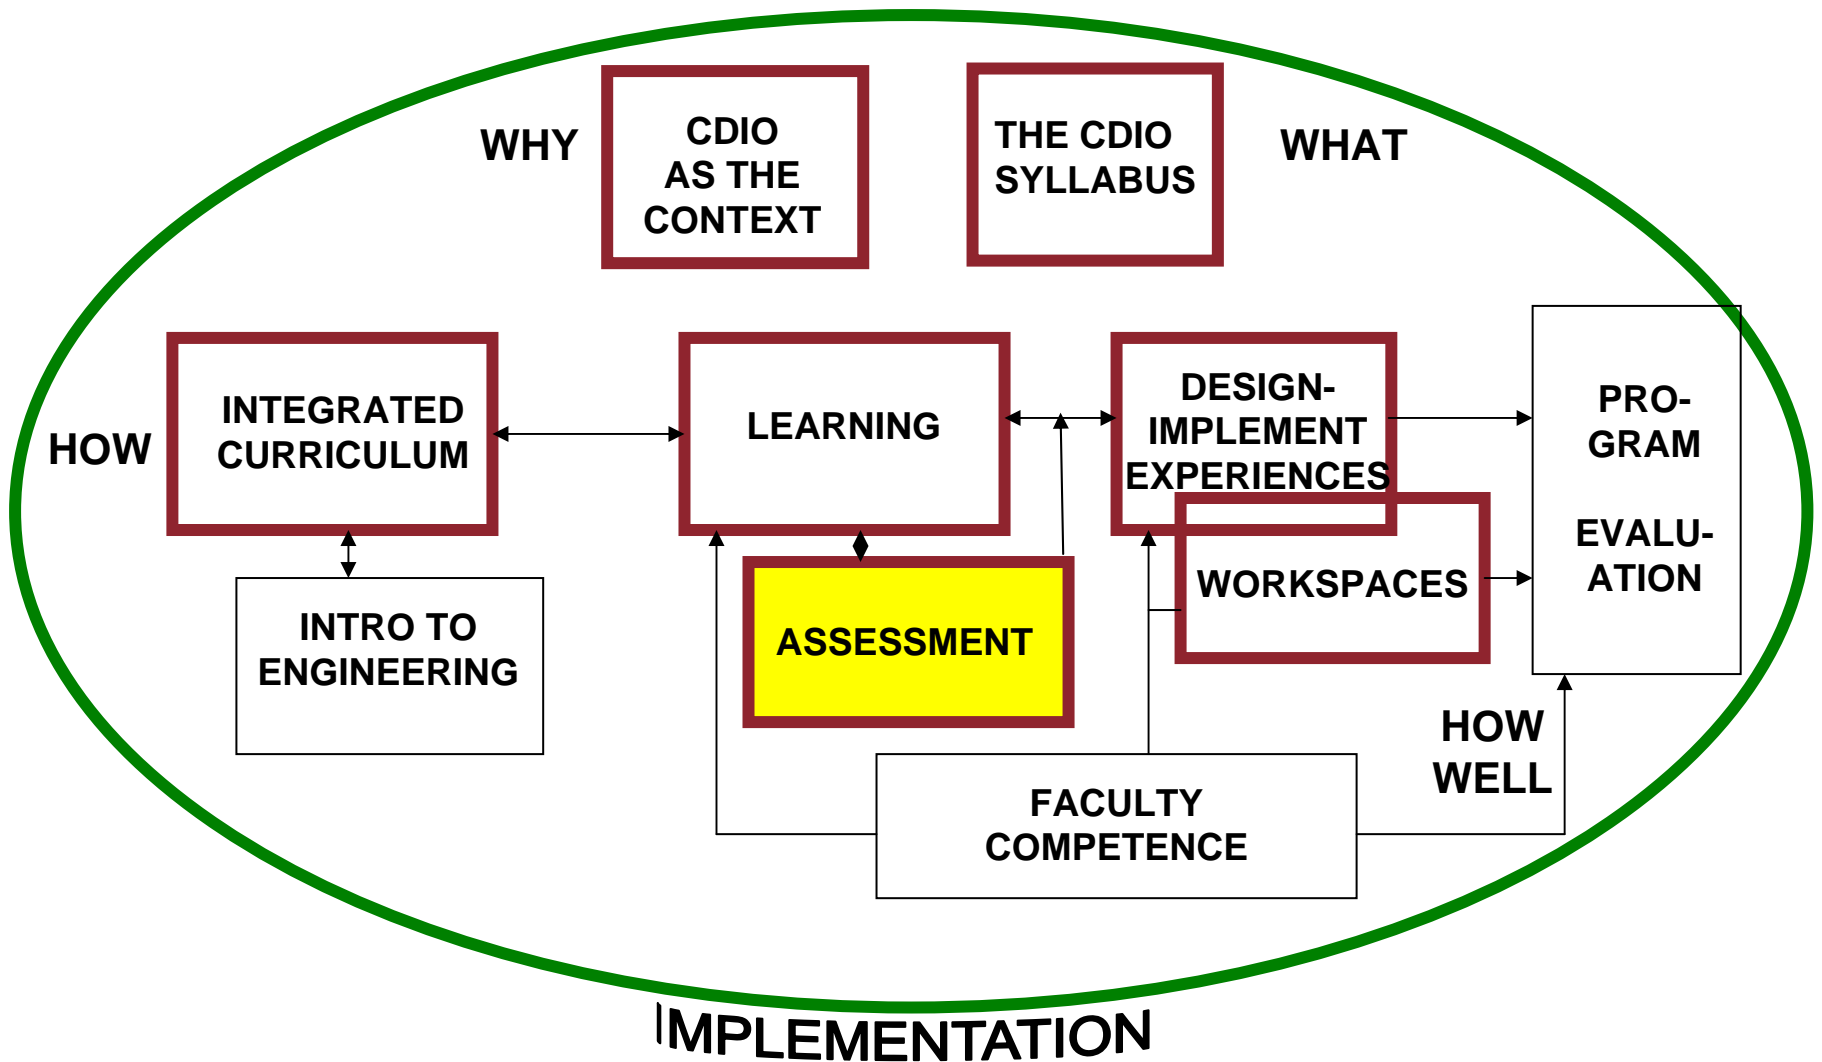 WHY
CDIO
AS THE
CONTEXT
THE CDIO
SYLLABUS
WHAT
HOW
INTEGRATED
CURRICULUM
LEARNING
DESIGN-
IMPLEMENT
EXPERIENCES
PRO-
GRAM
EVALU-
ATION
WORKSPACES
INTRO TO
ENGINEERING
ASSESSMENT
HOW
WELL
FACULTY
COMPETENCE
IMPLEMENTATION